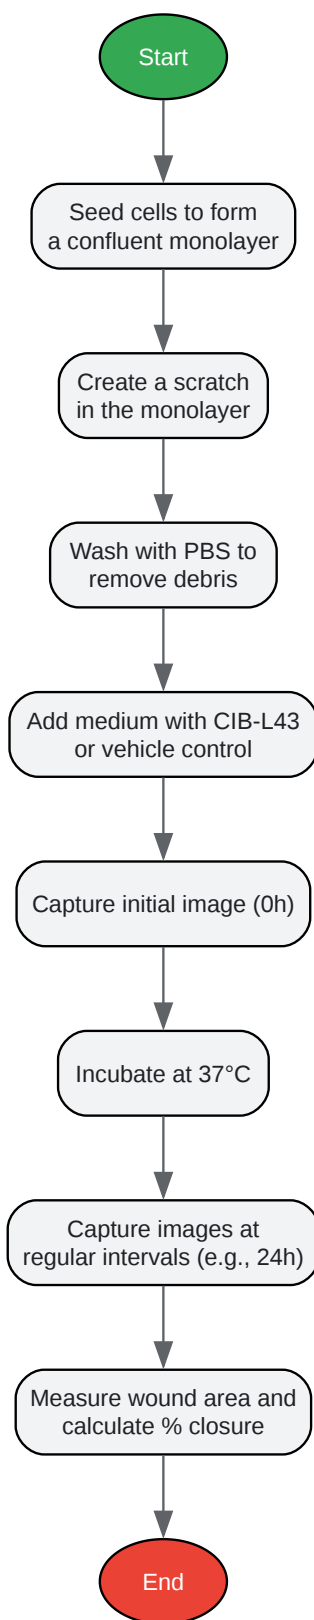 Start
Seed cells to form
a confluent monolayer
Create a scratch
in the monolayer
Wash with PBS to
remove debris
Add medium with CIB-L43
or vehicle control
Capture initial image (0h)
Incubate at 37°C
Capture images at
regular intervals (e.g., 24h)
Measure wound area and
calculate % closure
End